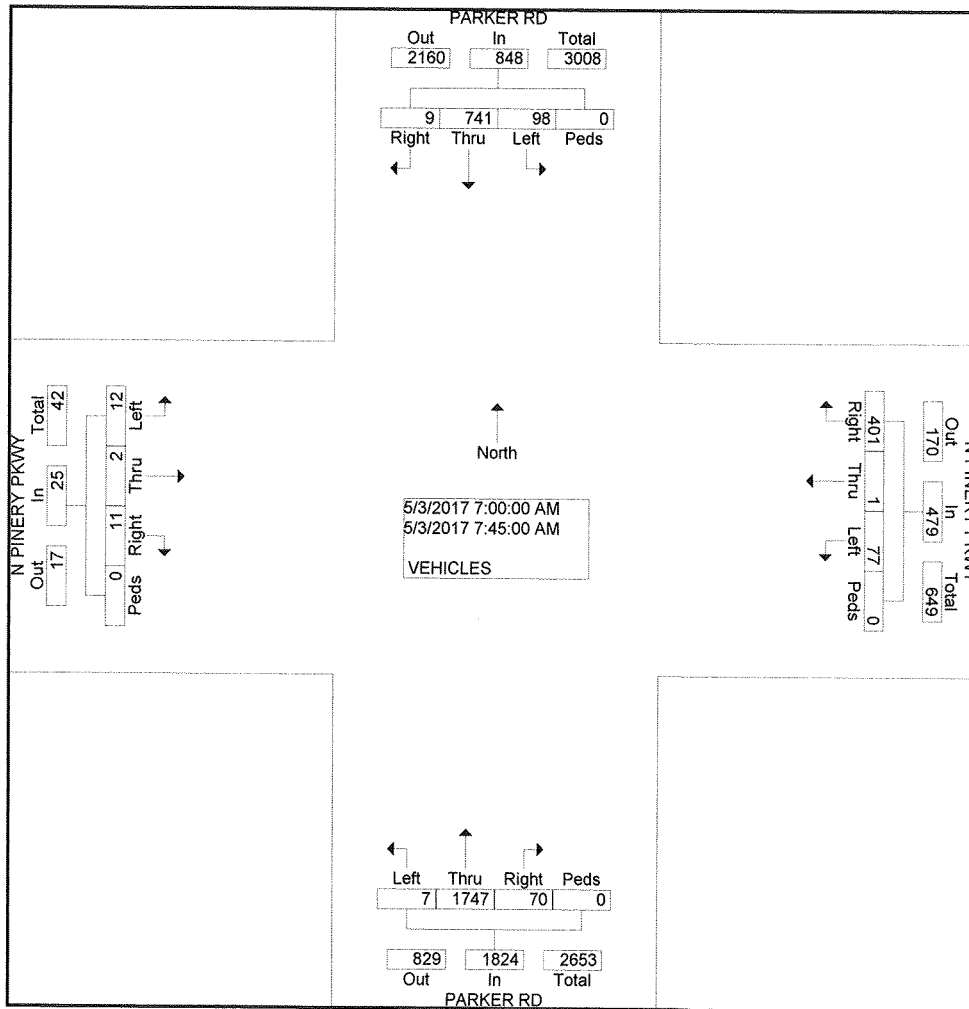 PARKER RD
Out In Total
2160 848 3008
9 741 98 0
Right Thru Left Peds
N PINERY PKWY
Total In Out
42 25 17
12 2 11 0
Left Thru Right Peds
North
5/3/2017 7:00:00 AM
5/3/2017 7:45:00 AM
VEHICLES
Right Thru Left Peds
401 1 77 0
Out In Total
170 479 649
Left Thru Right Peds
7 1747 70 0
829 1824 2653
Out In Total
PARKER RD